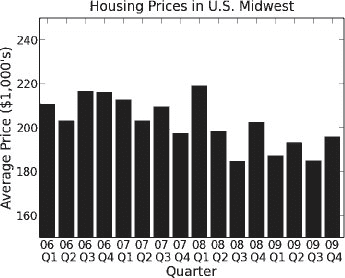 Housing Prices in U.S. Midwest
Average Price ($1,000's)
240
220
200
180
160
06 06 06 06 07 07 07 07 08 08 08 08 09 09 09 09
Q1 Q2 Q3 Q4 Q1 Q2 Q3 Q4 Q1 Q2 Q3 Q4 Q1 Q2 Q3 Q4
Quarter